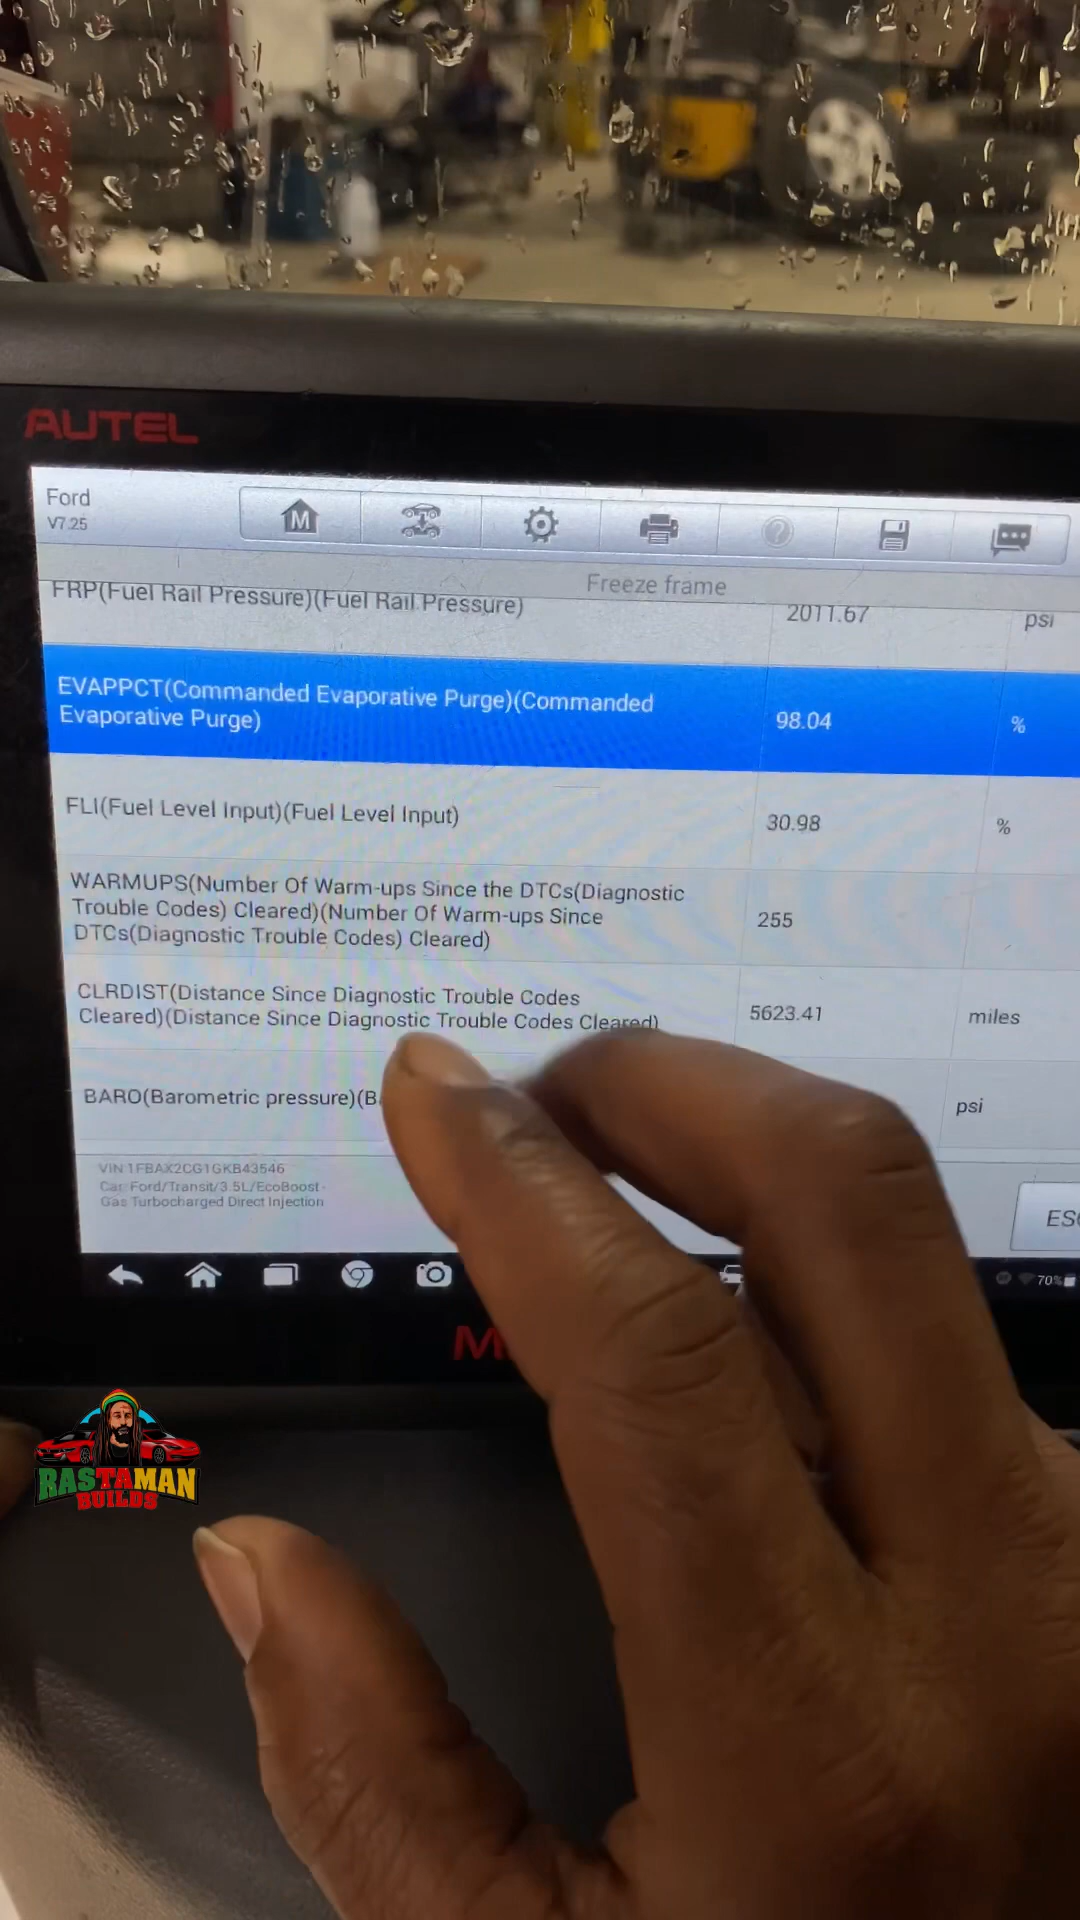 AUTEL
Ford
V7.25
Freeze frame
FRP(Fuel Rail Pressure)(Fuel Rail Pressure)
2011.67
psi
EVAPPCT(Commanded Evaporative Purge)(Commanded
Evaporative Purge)
98.04
%
FLI(Fuel Level Input)(Fuel Level Input)
30.98
%
WARMUPS(Number Of Warm-ups Since the DTCs(Diagnostic
Trouble Codes) Cleared)(Number Of Warm-ups Since
DTCs(Diagnostic Trouble Codes) Cleared)
255
CLRDIST(Distance Since Diagnostic Trouble Codes
Cleared)(Distance Since Diagnostic Trouble Codes Cleared)
5623.41
miles
BARO(Barometric pressure)(Ba
psi
VIN 1FBAX2CG1GKB43546
Car: Ford/Transit/3.5L/EcoBoost -
Gas Turbocharged Direct Injection
ESC
70%
M
RASTAMAN
BUILDS